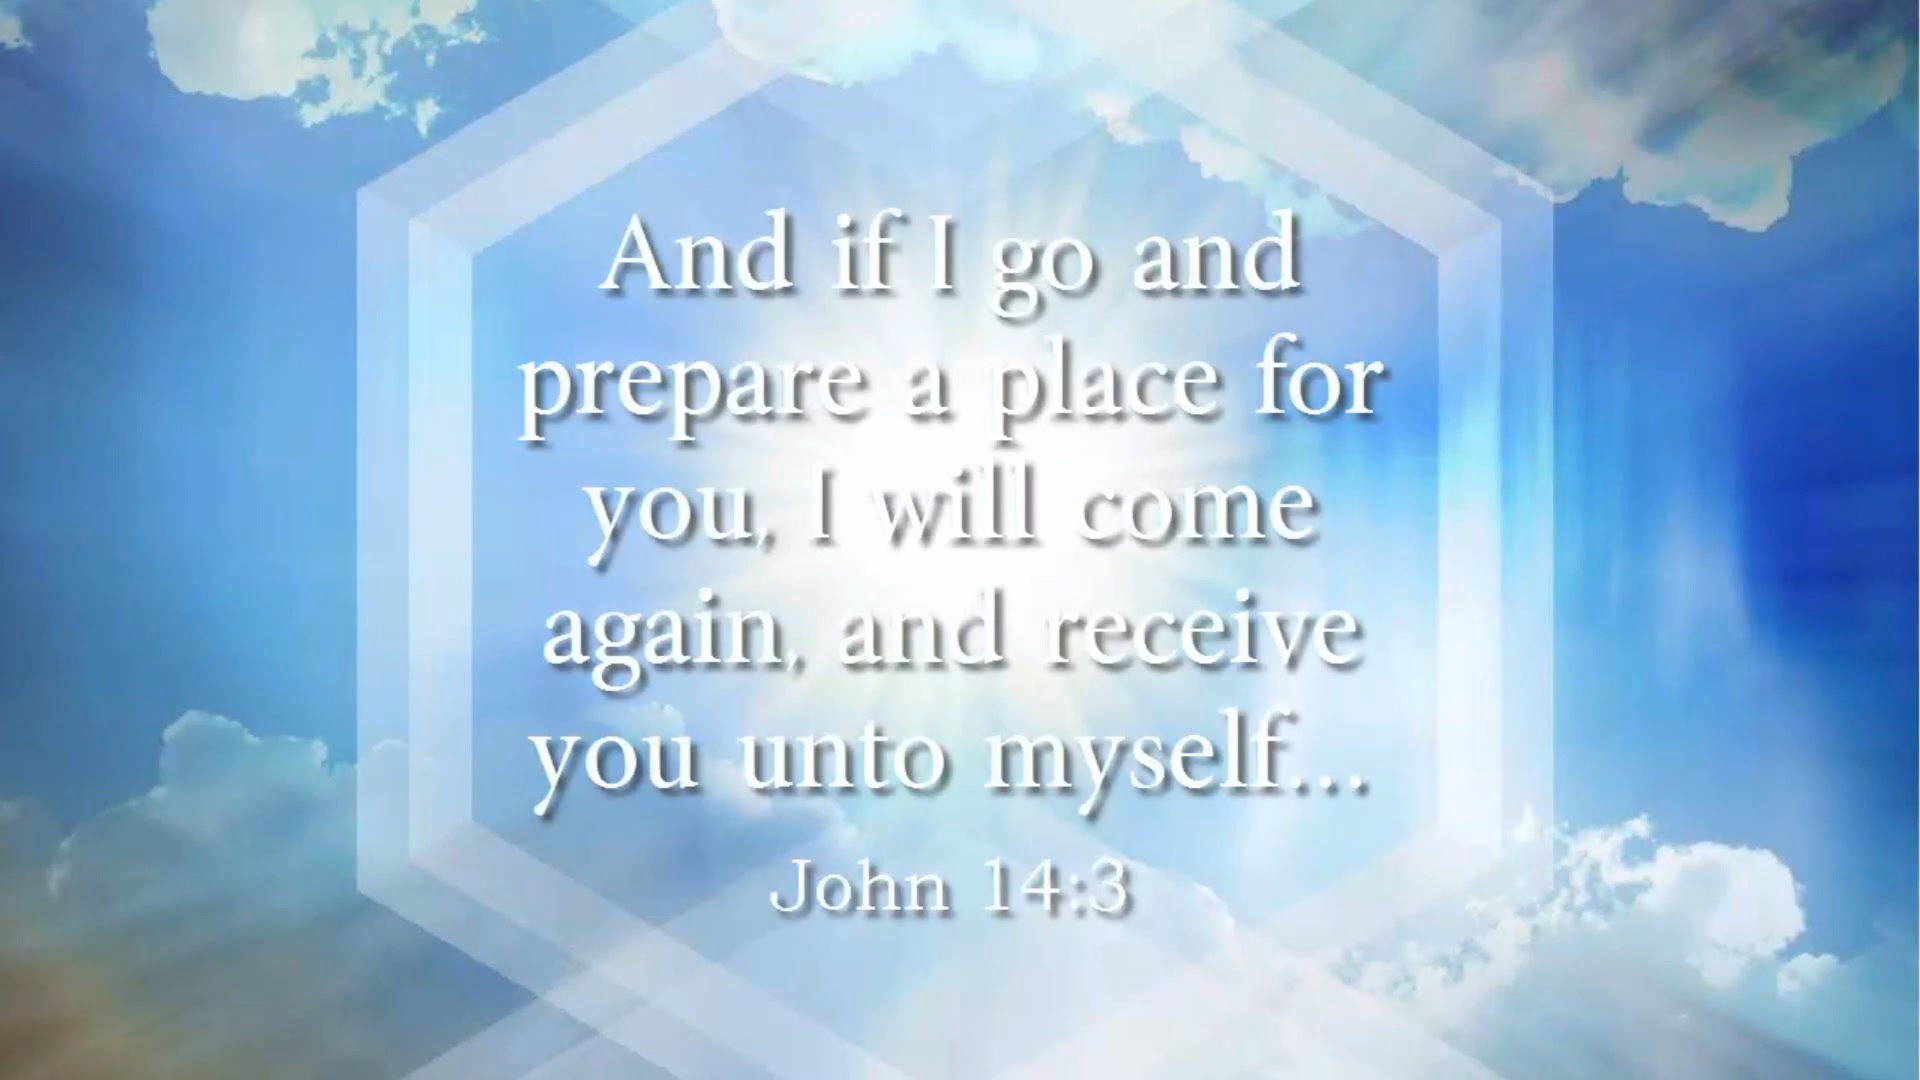 And if I go and
prepare a place for
you, I will come
again, and receive
you unto myself...
John 14:3